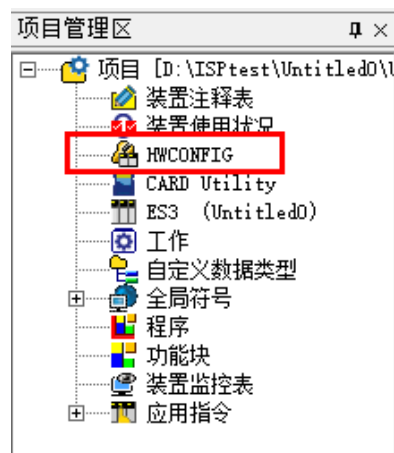 项目管理区
项目 [D:\ISPtest\Untitled0\U
装置注释表
装置使用状况
HWCONFIG
CARD Utility
ES3 (Untitled0)
工作
自定义数据类型
全局符号
程序
功能块
装置监控表
应用指令